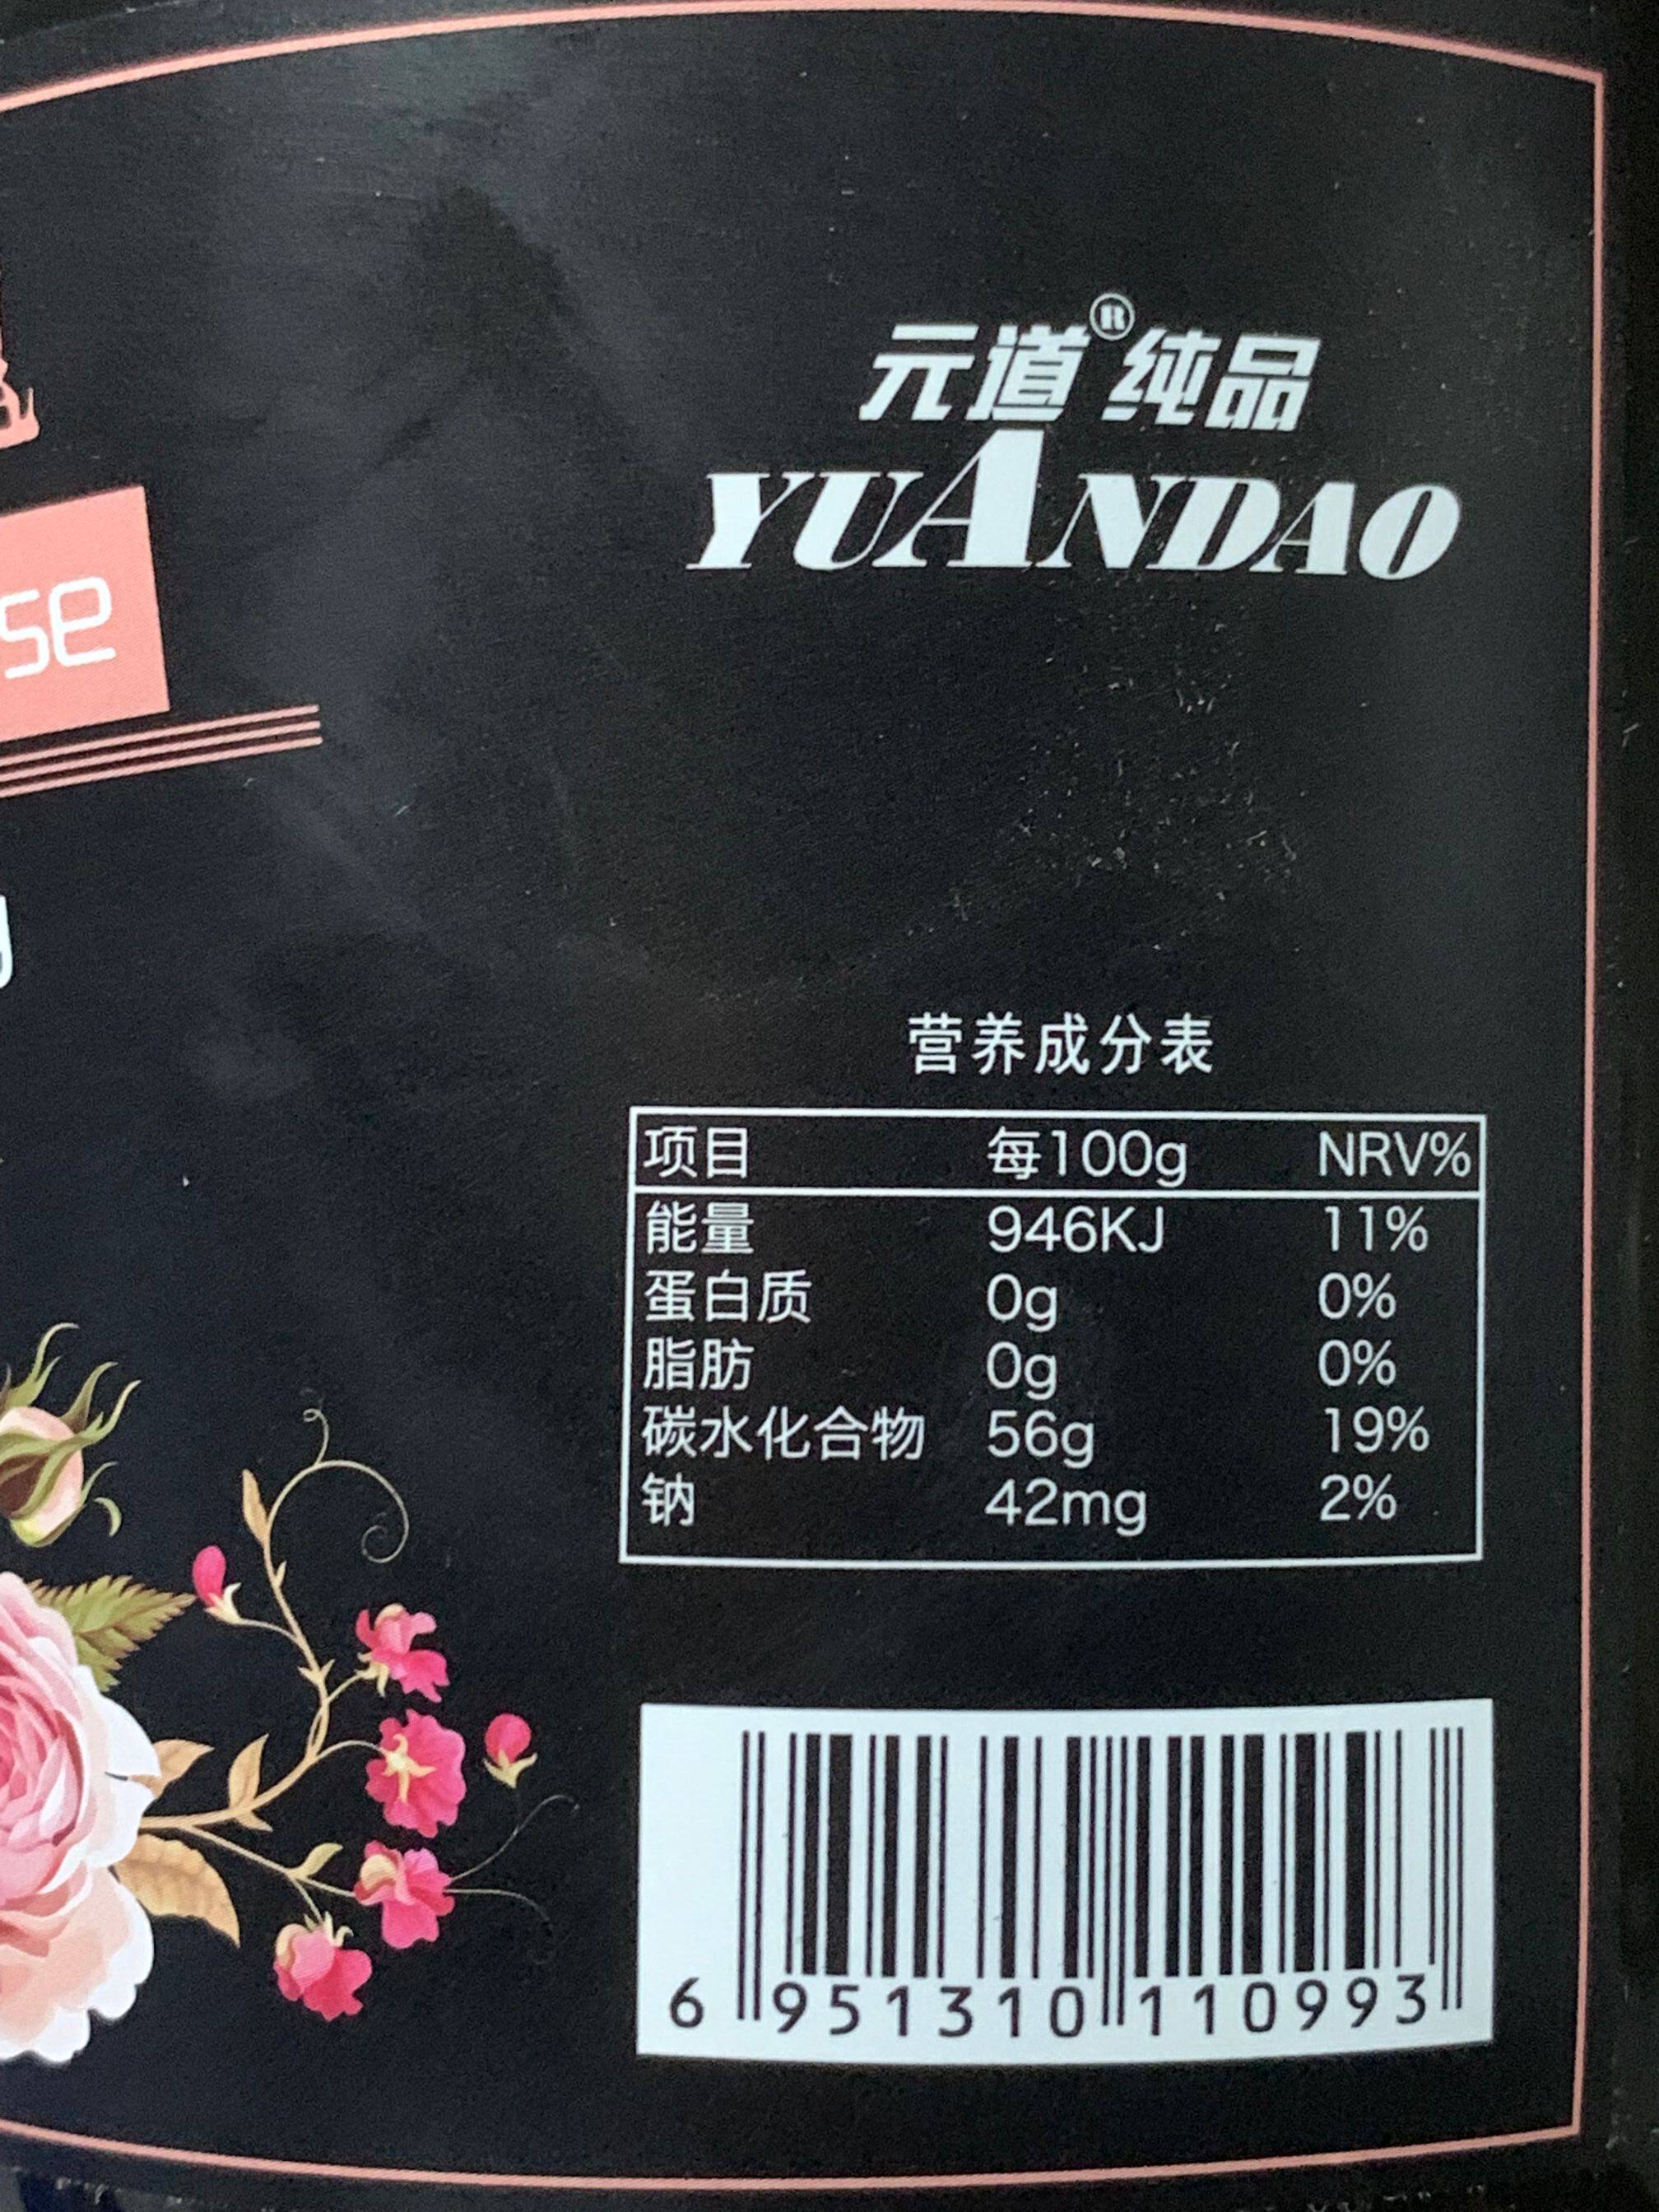 元道®纯品
YUANDAO
se
营养成分表
项目 每100g NRV%
能量 946KJ 11%
蛋白质 0g 0%
脂肪 0g 0%
碳水化合物 56g 19%
钠 42mg 2%
6 951310 110993